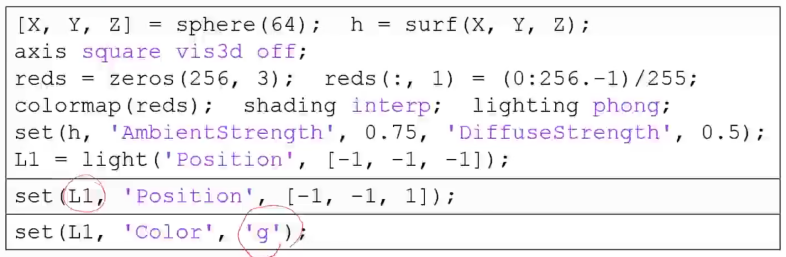 [X, Y, Z] = sphere(64);  h = surf(X, Y, Z);
axis square vis3d off;
reds = zeros(256, 3);  reds(:, 1) = (0:256.-1)/255;
colormap(reds);  shading interp;  lighting phong;
set(h, 'AmbientStrength', 0.75, 'DiffuseStrength', 0.5);
L1 = light('Position', [-1, -1, -1]);
set(L1, 'Position', [-1, -1, 1]);
set(L1, 'Color', 'g');